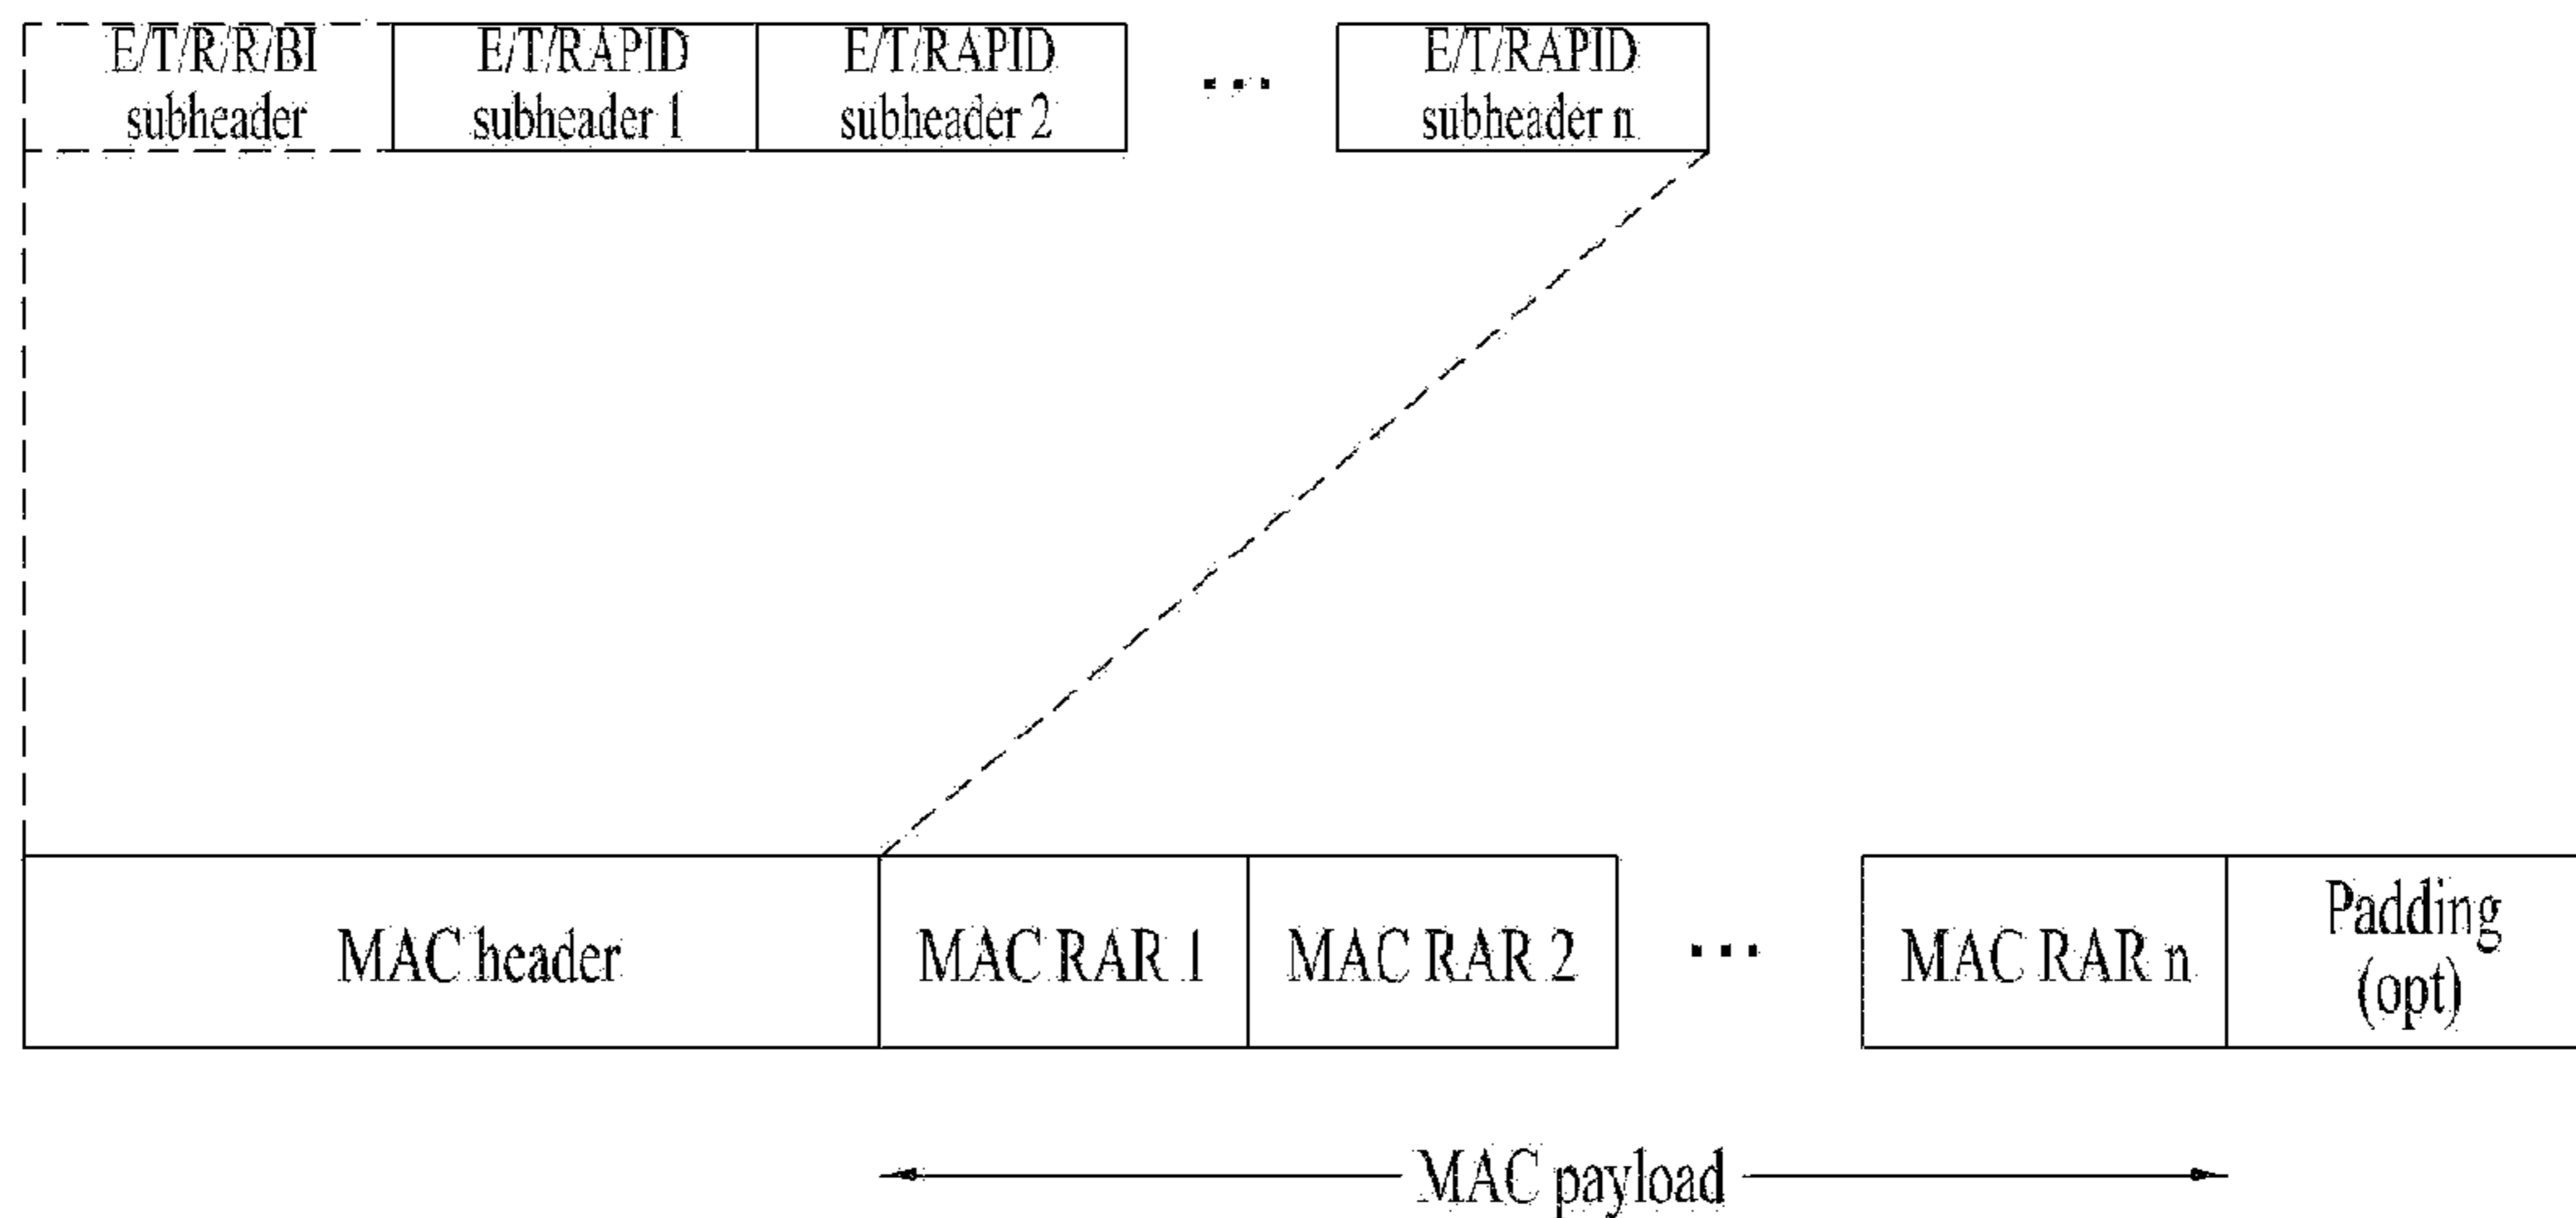 E/T/R/R/BI
subheader
E/T/RAPID
subheader 1
E/T/RAPID
subheader 2
...
E/T/RAPID
subheader n
MAC header
MAC RAR 1
MAC RAR 2
...
MAC RAR n
Padding
(opt)
MAC payload